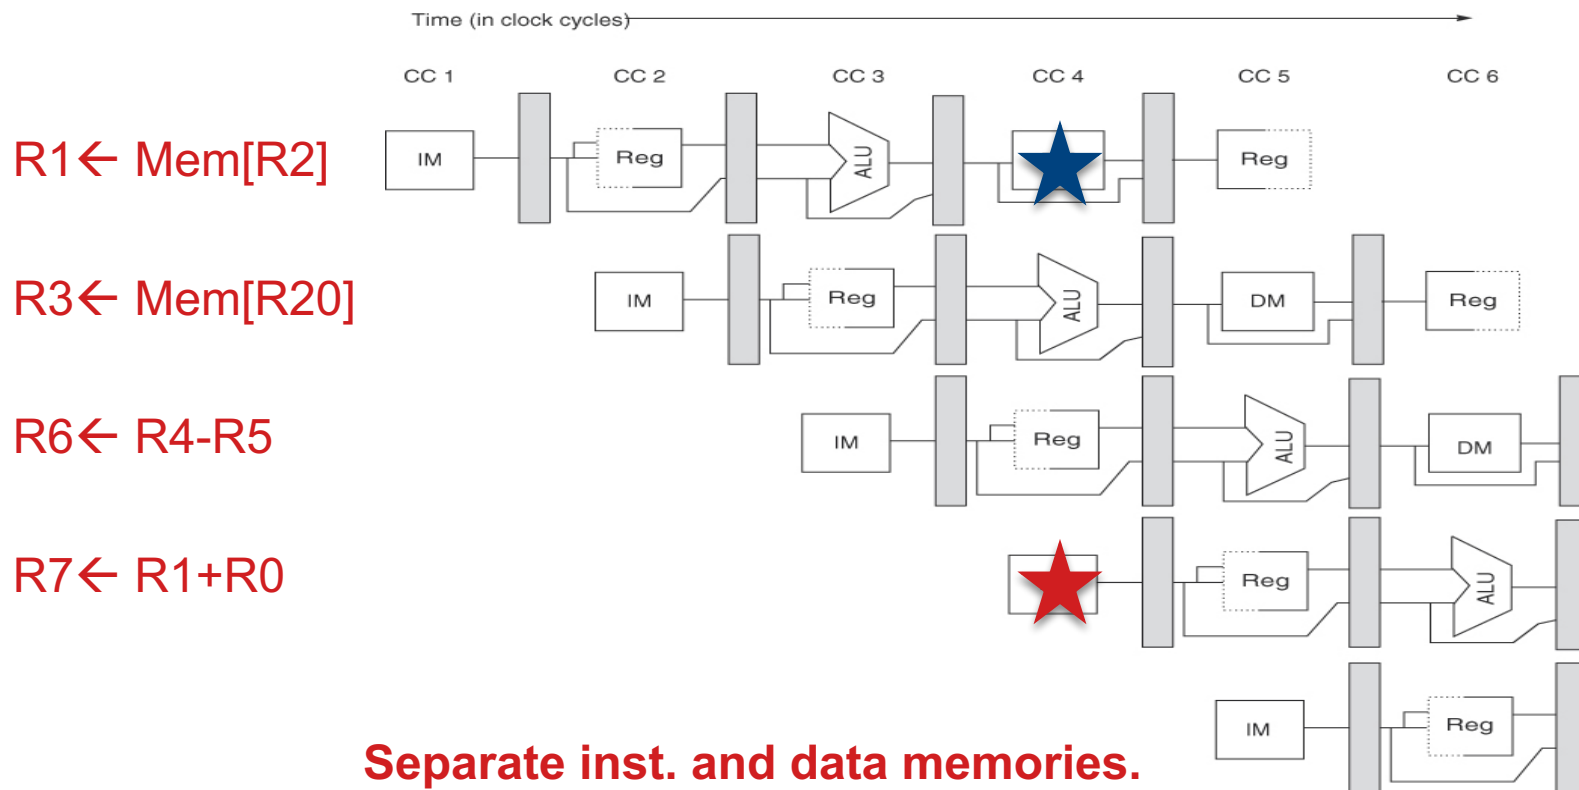 Time (in clock cycles)
CC 1 CC 2 CC 3 CC 4 CC 5 CC 6
R1← Mem[R2] IM Reg ALU Reg
R3← Mem[R20] IM Reg ALU DM Reg
R6← R4-R5 IM Reg ALU DM
R7← R1+R0 Reg ALU
IM Reg
Separate inst. and data memories.